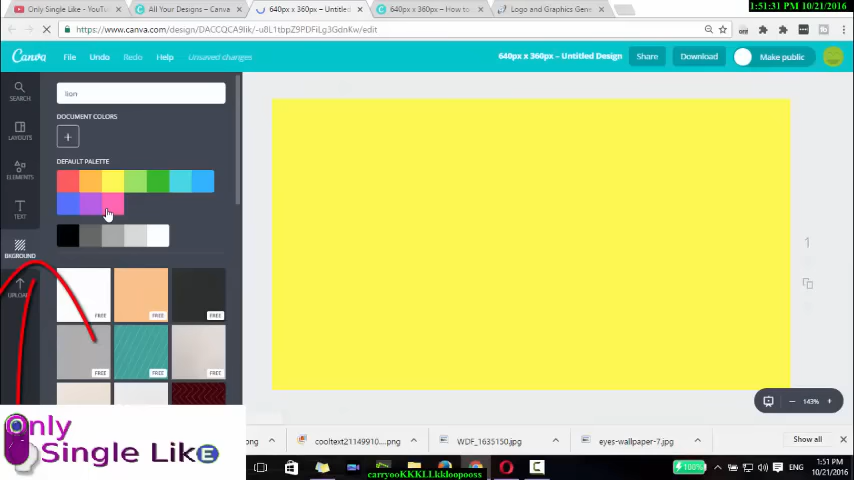 1:51:31 PM 10/21/2016
Only Single Like - YouTu
All Your Designs – Canva
640px x 360px – Untitled
640px x 360px – How to
Logo and Graphics Gene
https://www.canva.com/design/DACCQCA9lik/-u8L1tbpZ9PDFiLg3GdnKw/edit
Canva
File
Undo
Redo
Help
Unsaved changes
640px x 360px – Untitled Design
Share
Download
Make public
SEARCH
LAYOUTS
ELEMENTS
TEXT
BKGROUND
UPLOA
lion
DOCUMENT COLORS
+
DEFAULT PALETTE
FREE
FREE
FREE
FREE
FREE
FREE
1
143%
Only
Single LikE
ong
cooltext21149910....png
WDF_1635150.jpg
eyes-wallpaper-7.jpg
Show all
100%
ENG
1:51 PM
10/21/2016